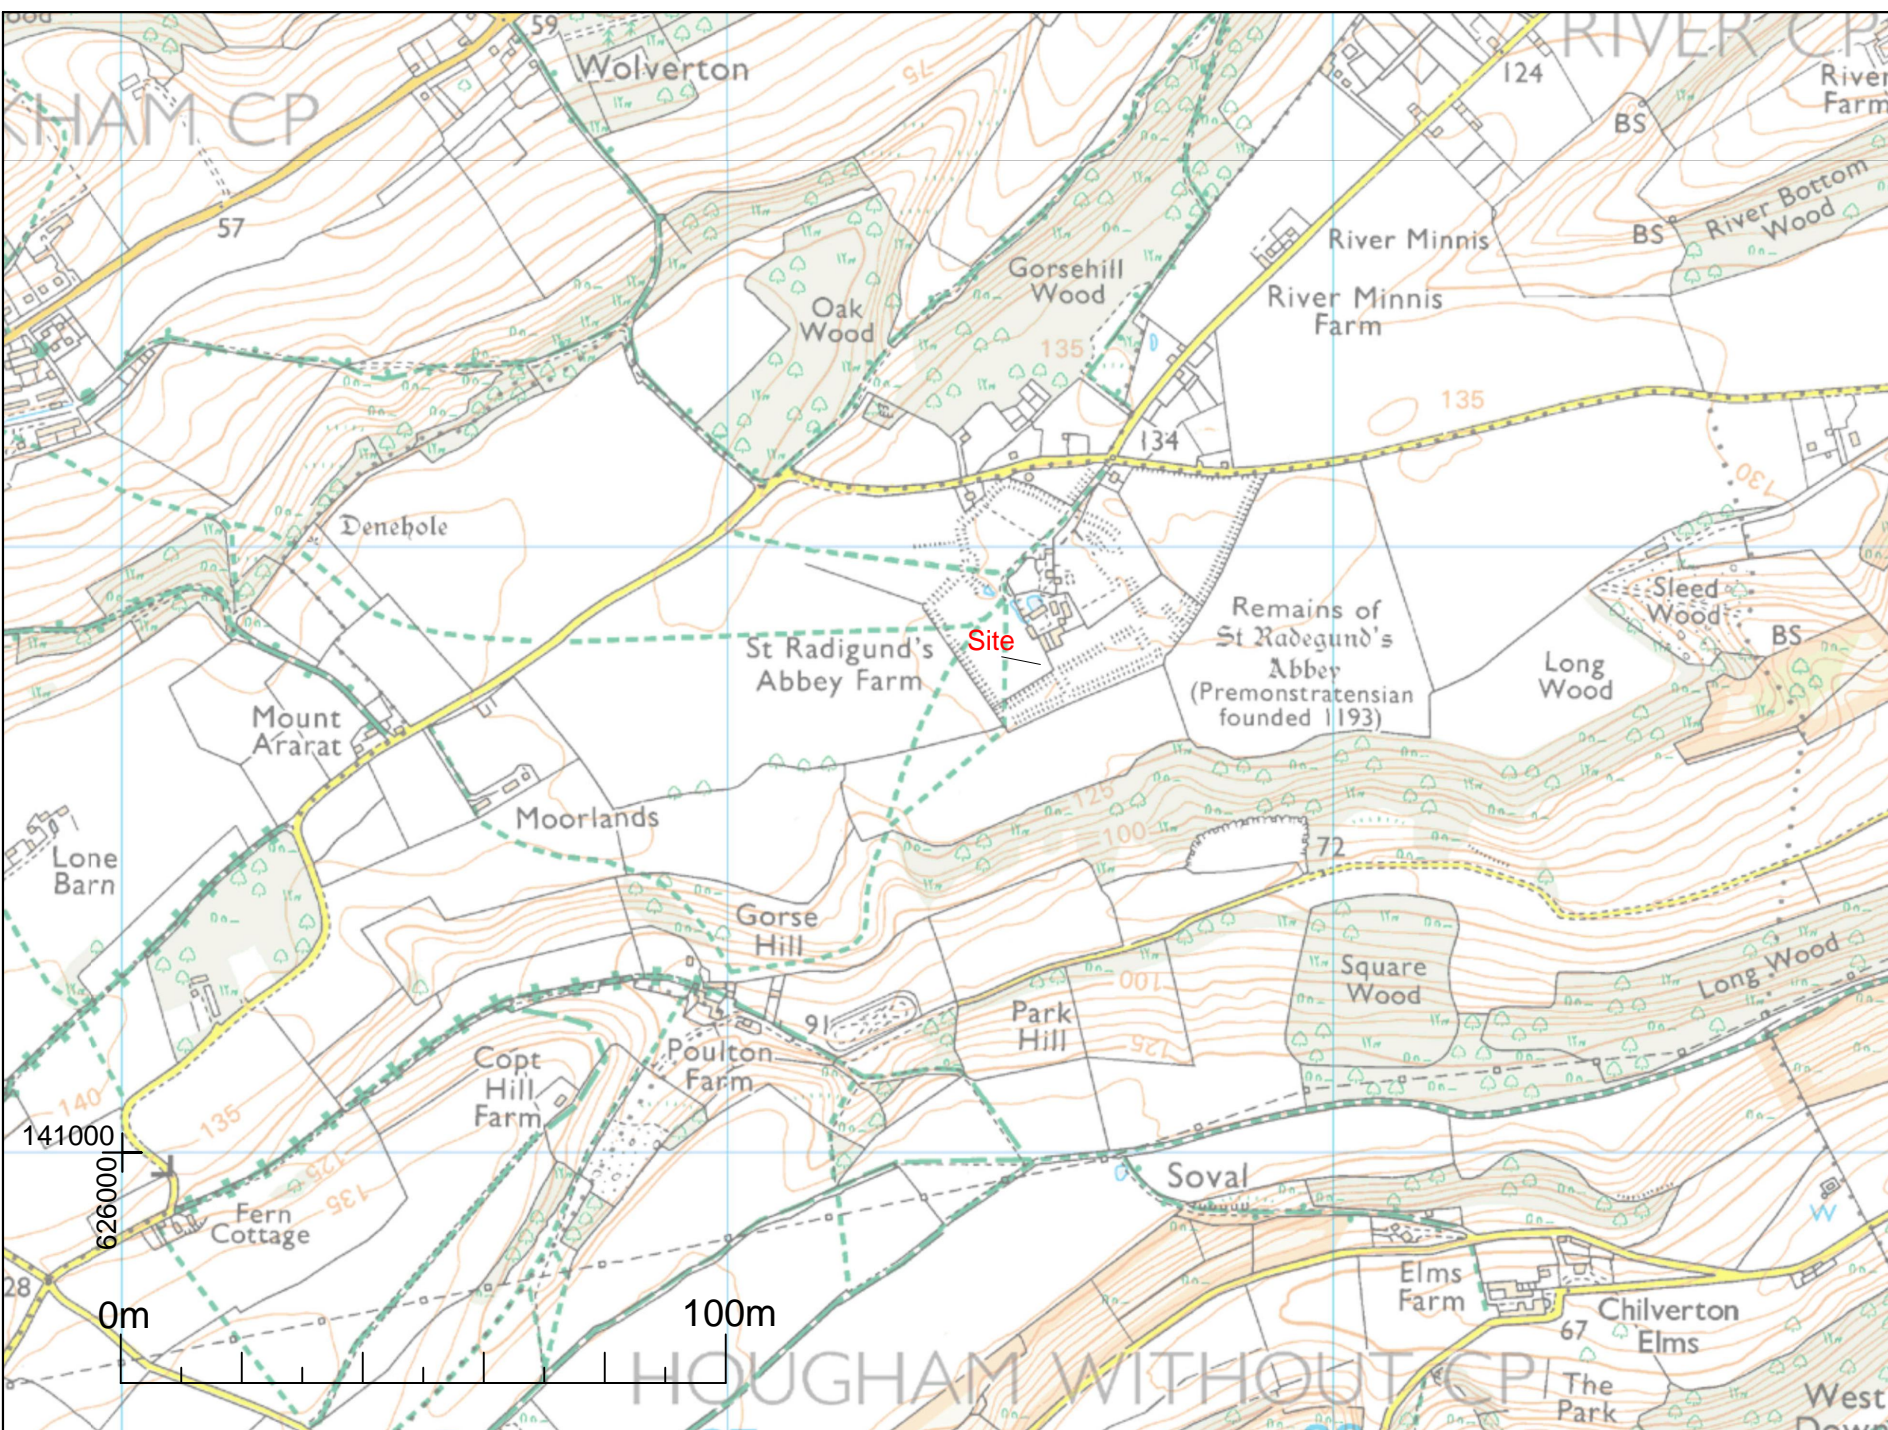 59
RIVER CP
124
Wolverton
75
River
Farm
KHAM CP
BS
River Bottom
Wood
57
BS
River Minnis
Gorsehill
Wood
River Minnis
Farm
Oak
Wood
135
135
134
130
Denehole
Sleed
Wood
Remains of
St Radegund's
Abbey
(Premonstratensian
founded 1193)
BS
Site
St Radigund's
Abbey Farm
Long
Wood
Mount
Ararat
Moorlands
125
100
72
Lone
Barn
Gorse
Hill
Square
Wood
Long Wood
100
Park
Hill
91
125
Copt
Hill
Farm
Poulton
Farm
140
135
141000
626000
125
135
Soval
Fern
Cottage
W
28
Elms
Farm
0m
100m
Chilverton
Elms
67
HOUGHAM WITHOUT CP
The
Park
West